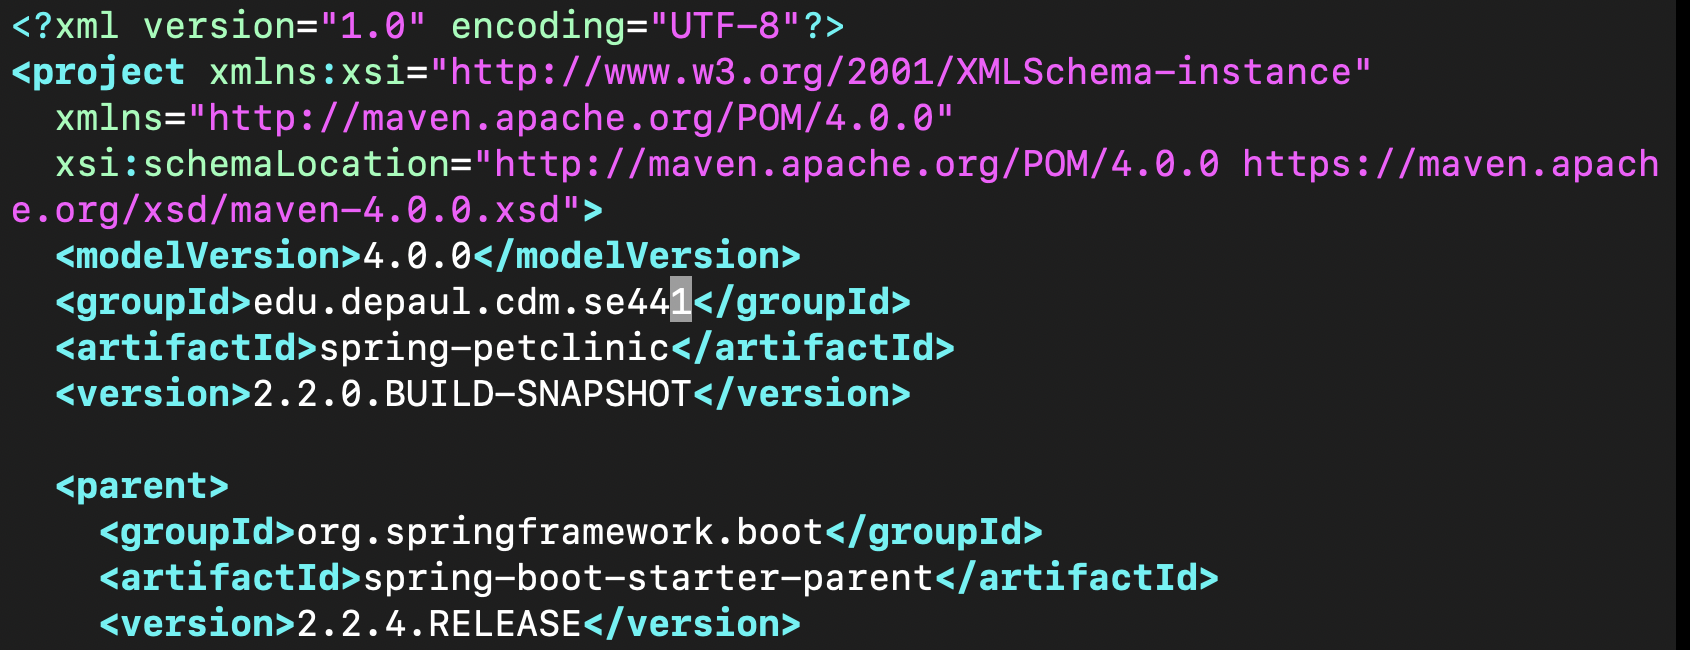 <?xml version="1.0" encoding="UTF-8"?>
<project xmlns:xsi="http://www.w3.org/2001/XMLSchema-instance"
  xmlns="http://maven.apache.org/POM/4.0.0"
  xsi:schemaLocation="http://maven.apache.org/POM/4.0.0 https://maven.apach
e.org/xsd/maven-4.0.0.xsd">
  <modelVersion>4.0.0</modelVersion>
  <groupId>edu.depaul.cdm.se441</groupId>
  <artifactId>spring-petclinic</artifactId>
  <version>2.2.0.BUILD-SNAPSHOT</version>

  <parent>
    <groupId>org.springframework.boot</groupId>
    <artifactId>spring-boot-starter-parent</artifactId>
    <version>2.2.4.RELEASE</version>